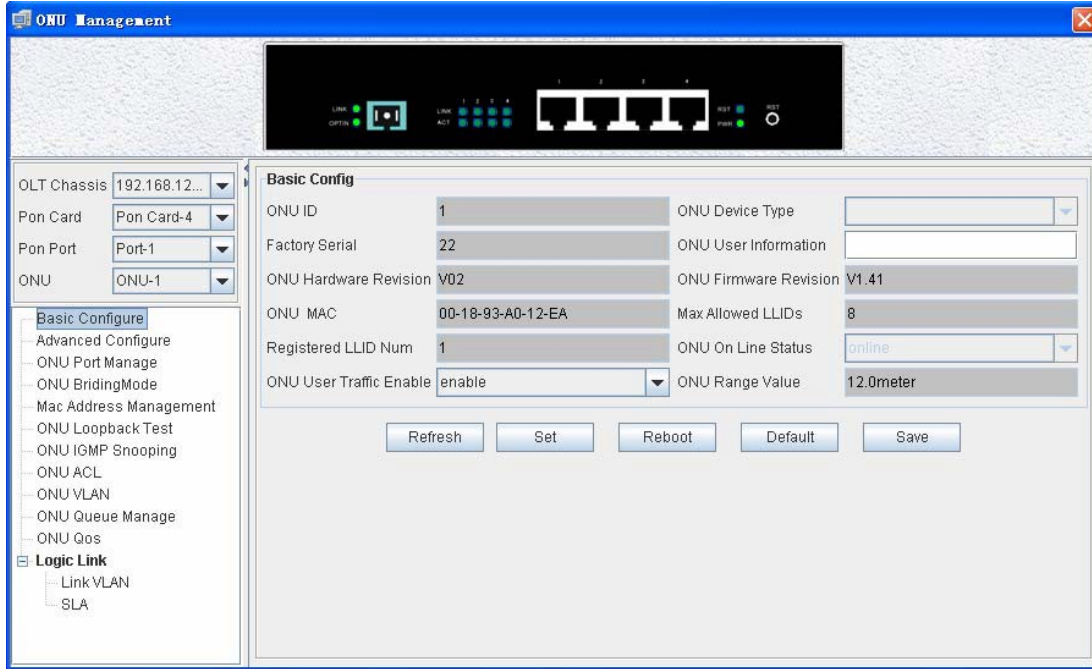 ONU Management
1 2 3 4
LINK
OPTIN
1 2 3 4
LINK
ACT
RST
PWR
RST
OLT Chassis 192.168.12...
Pon Card Pon Card-4
Pon Port Port-1
ONU ONU-1
Basic Configure
Advanced Configure
ONU Port Manage
ONU BridingMode
Mac Address Management
ONU Loopback Test
ONU IGMP Snooping
ONU ACL
ONU VLAN
ONU Queue Manage
ONU Qos
Logic Link
Link VLAN
SLA
Basic Config
ONU ID 1 ONU Device Type
Factory Serial 22 ONU User Information
ONU Hardware Revision V02 ONU Firmware Revision V1.41
ONU MAC 00-18-93-A0-12-EA Max Allowed LLIDs 8
Registered LLID Num 1 ONU On Line Status online
ONU User Traffic Enable enable ONU Range Value 12.0meter
Refresh Set Reboot Default Save